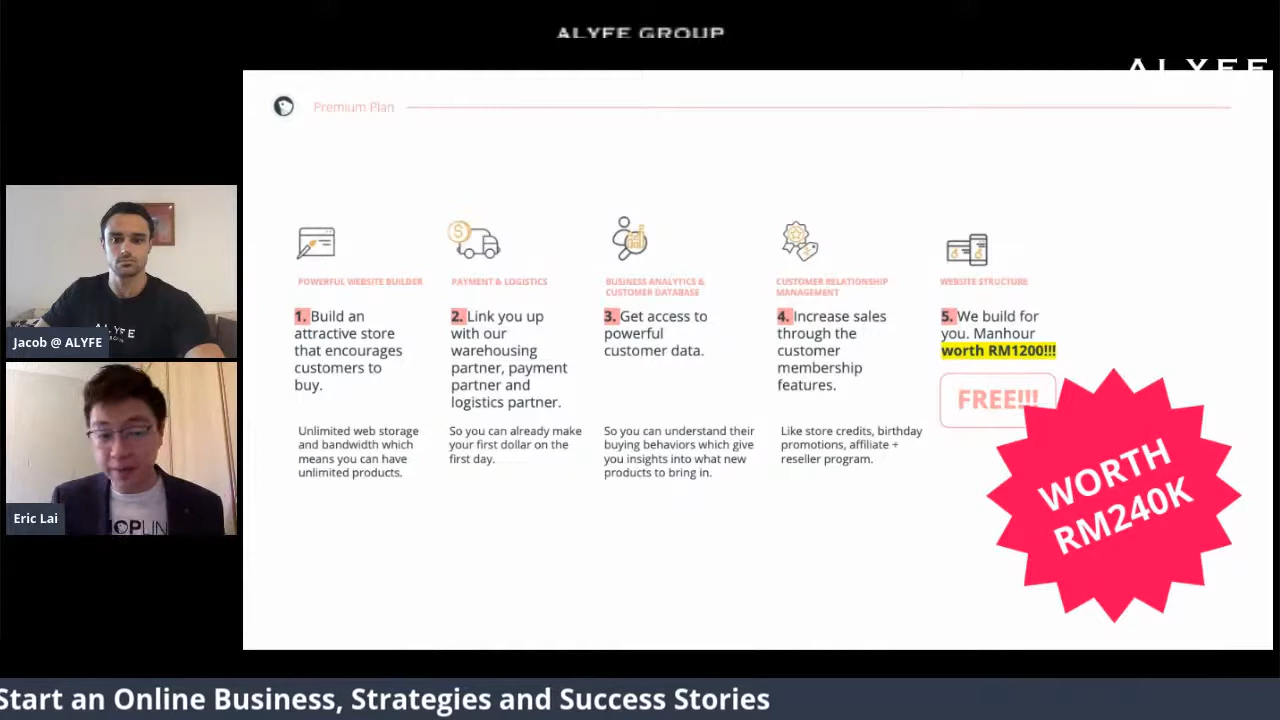 ALYFE GROUP
ALYFE
Premium Plan
POWERFUL WEBSITE BUILDER
1. Build an
attractive store
that encourages
customers to
buy.
Unlimited web storage
and bandwidth which
means you can have
unlimited products.
PAYMENT & LOGISTICS
2. Link you up
with our
warehousing
partner, payment
partner and
logistics partner.
So you can already make
your first dollar on the
first day.
BUSINESS ANALYTICS &
CUSTOMER DATABASE
3. Get access to
powerful
customer data.
So you can understand their
buying behaviors which give
you insights into what new
products to bring in.
CUSTOMER RELATIONSHIP
MANAGEMENT
4. Increase sales
through the
customer
membership
features.
Like store credits, birthday
promotions, affiliate +
reseller program.
WEBSITE STRUCTURE
5. We build for
you. Manhour
worth RM1200!!!
FREE!!!
WORTH
RM240K
ALYFE
Jacob @ ALYFE
HOPLIN
Eric Lai
Start an Online Business, Strategies and Success Stories